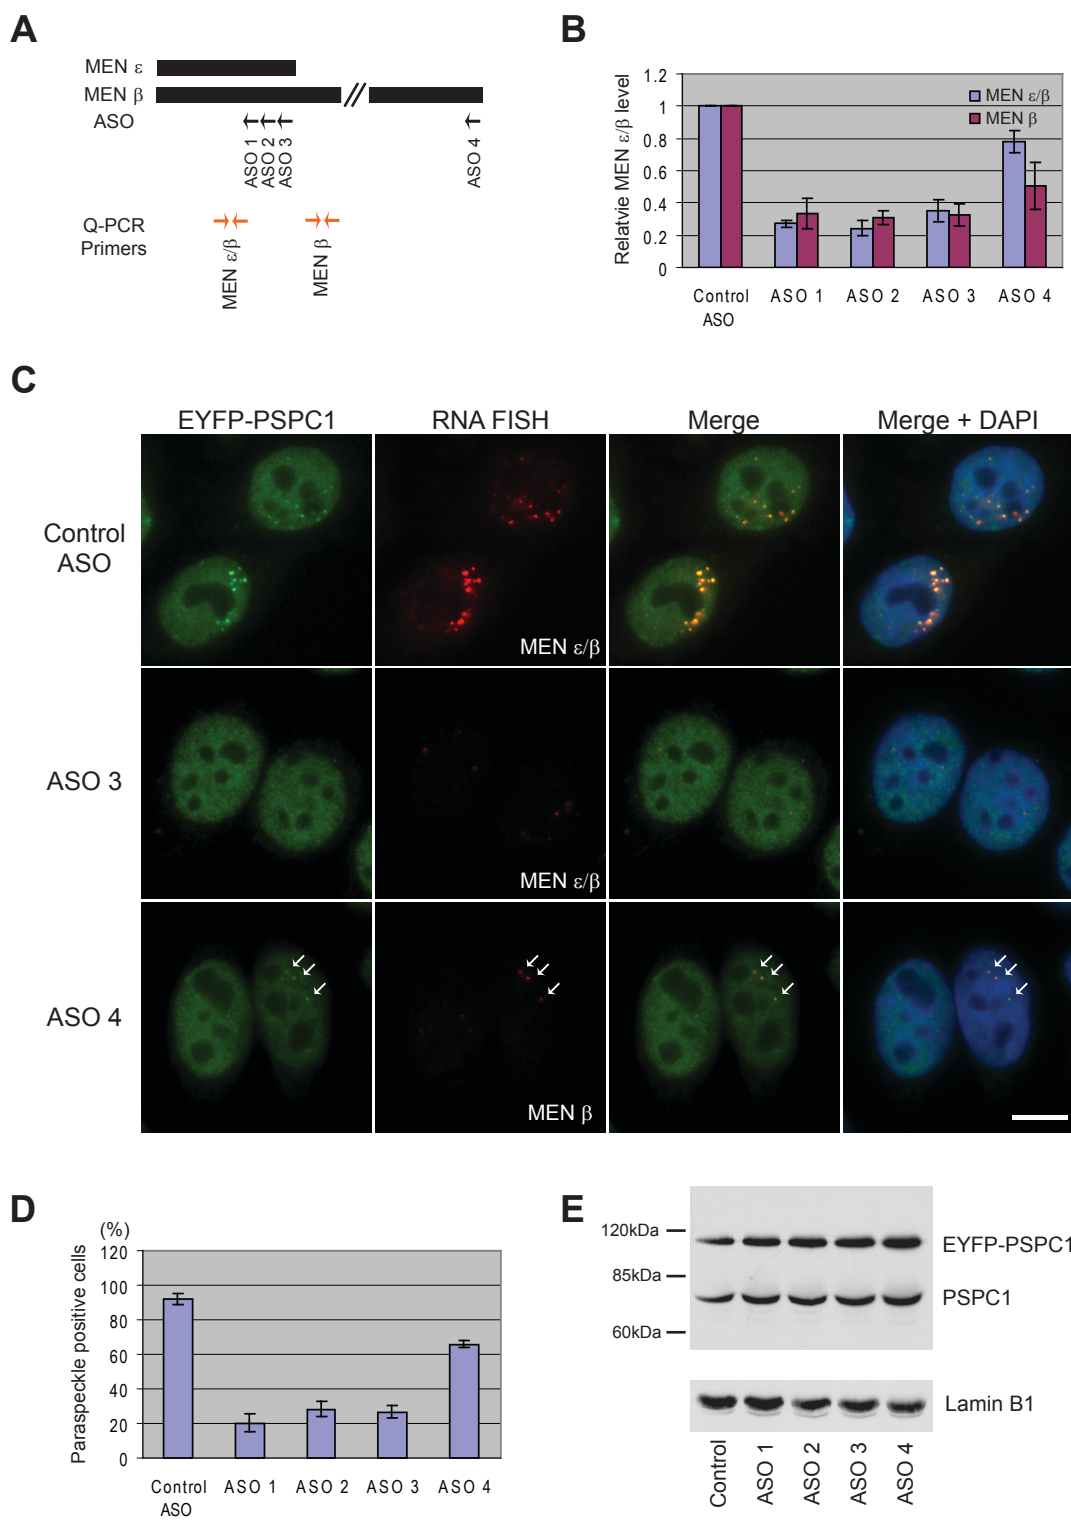 A
MEN ε
MEN β
ASO
ASO 1
ASO 2
ASO 3
ASO 4
Q-PCR
Primers
MEN ε/β
MEN β
B
Relatvie MEN ε/β level
1.2
1
0.8
0.6
0.4
0.2
0
MEN ε/β
MEN β
Control
ASO
ASO 1
ASO 2
ASO 3
ASO 4
C
EYFP-PSPC1
RNA FISH
Merge
Merge + DAPI
Control
ASO
MEN ε/β
ASO 3
MEN ε/β
ASO 4
MEN β
D
(%)
Paraspeckle positive cells
120
100
80
60
40
20
0
Control
ASO
ASO 1
ASO 2
ASO 3
ASO 4
E
120kDa
85kDa
60kDa
EYFP-PSPC1
PSPC1
Lamin B1
Control
ASO 1
ASO 2
ASO 3
ASO 4